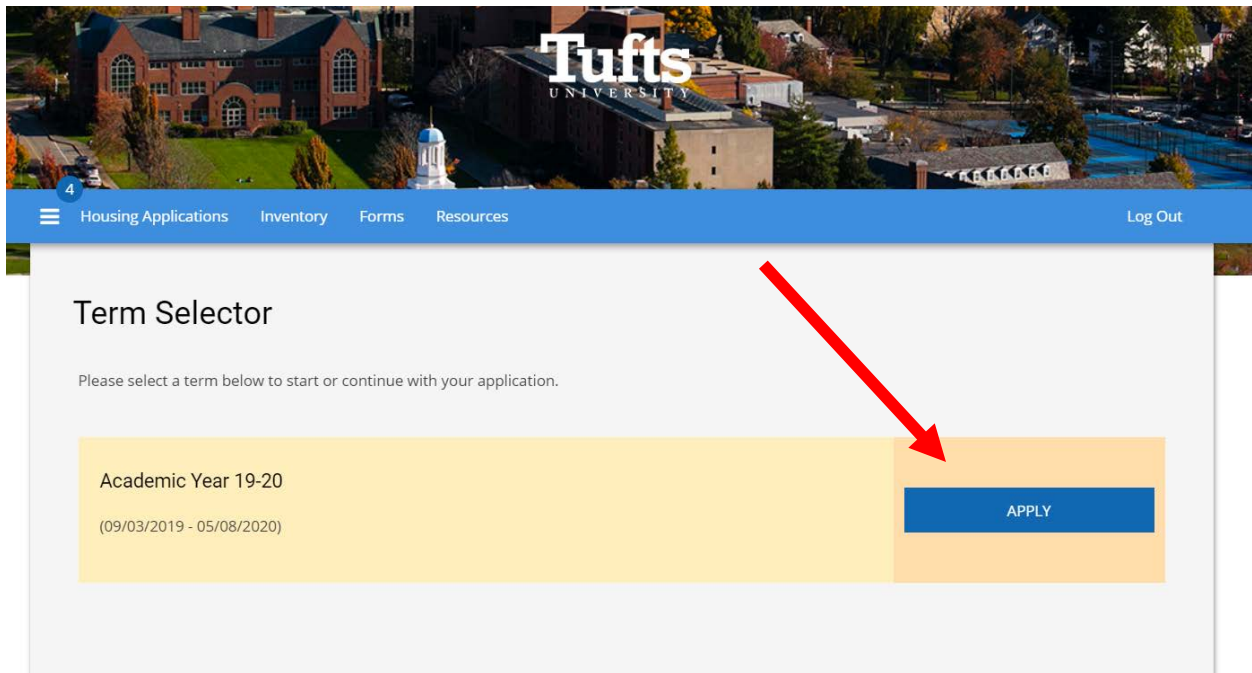 Tufts
UNIVERSITY
4
Housing Applications Inventory Forms Resources Log Out
Term Selector
Please select a term below to start or continue with your application.
Academic Year 19-20
(09/03/2019 - 05/08/2020)
APPLY